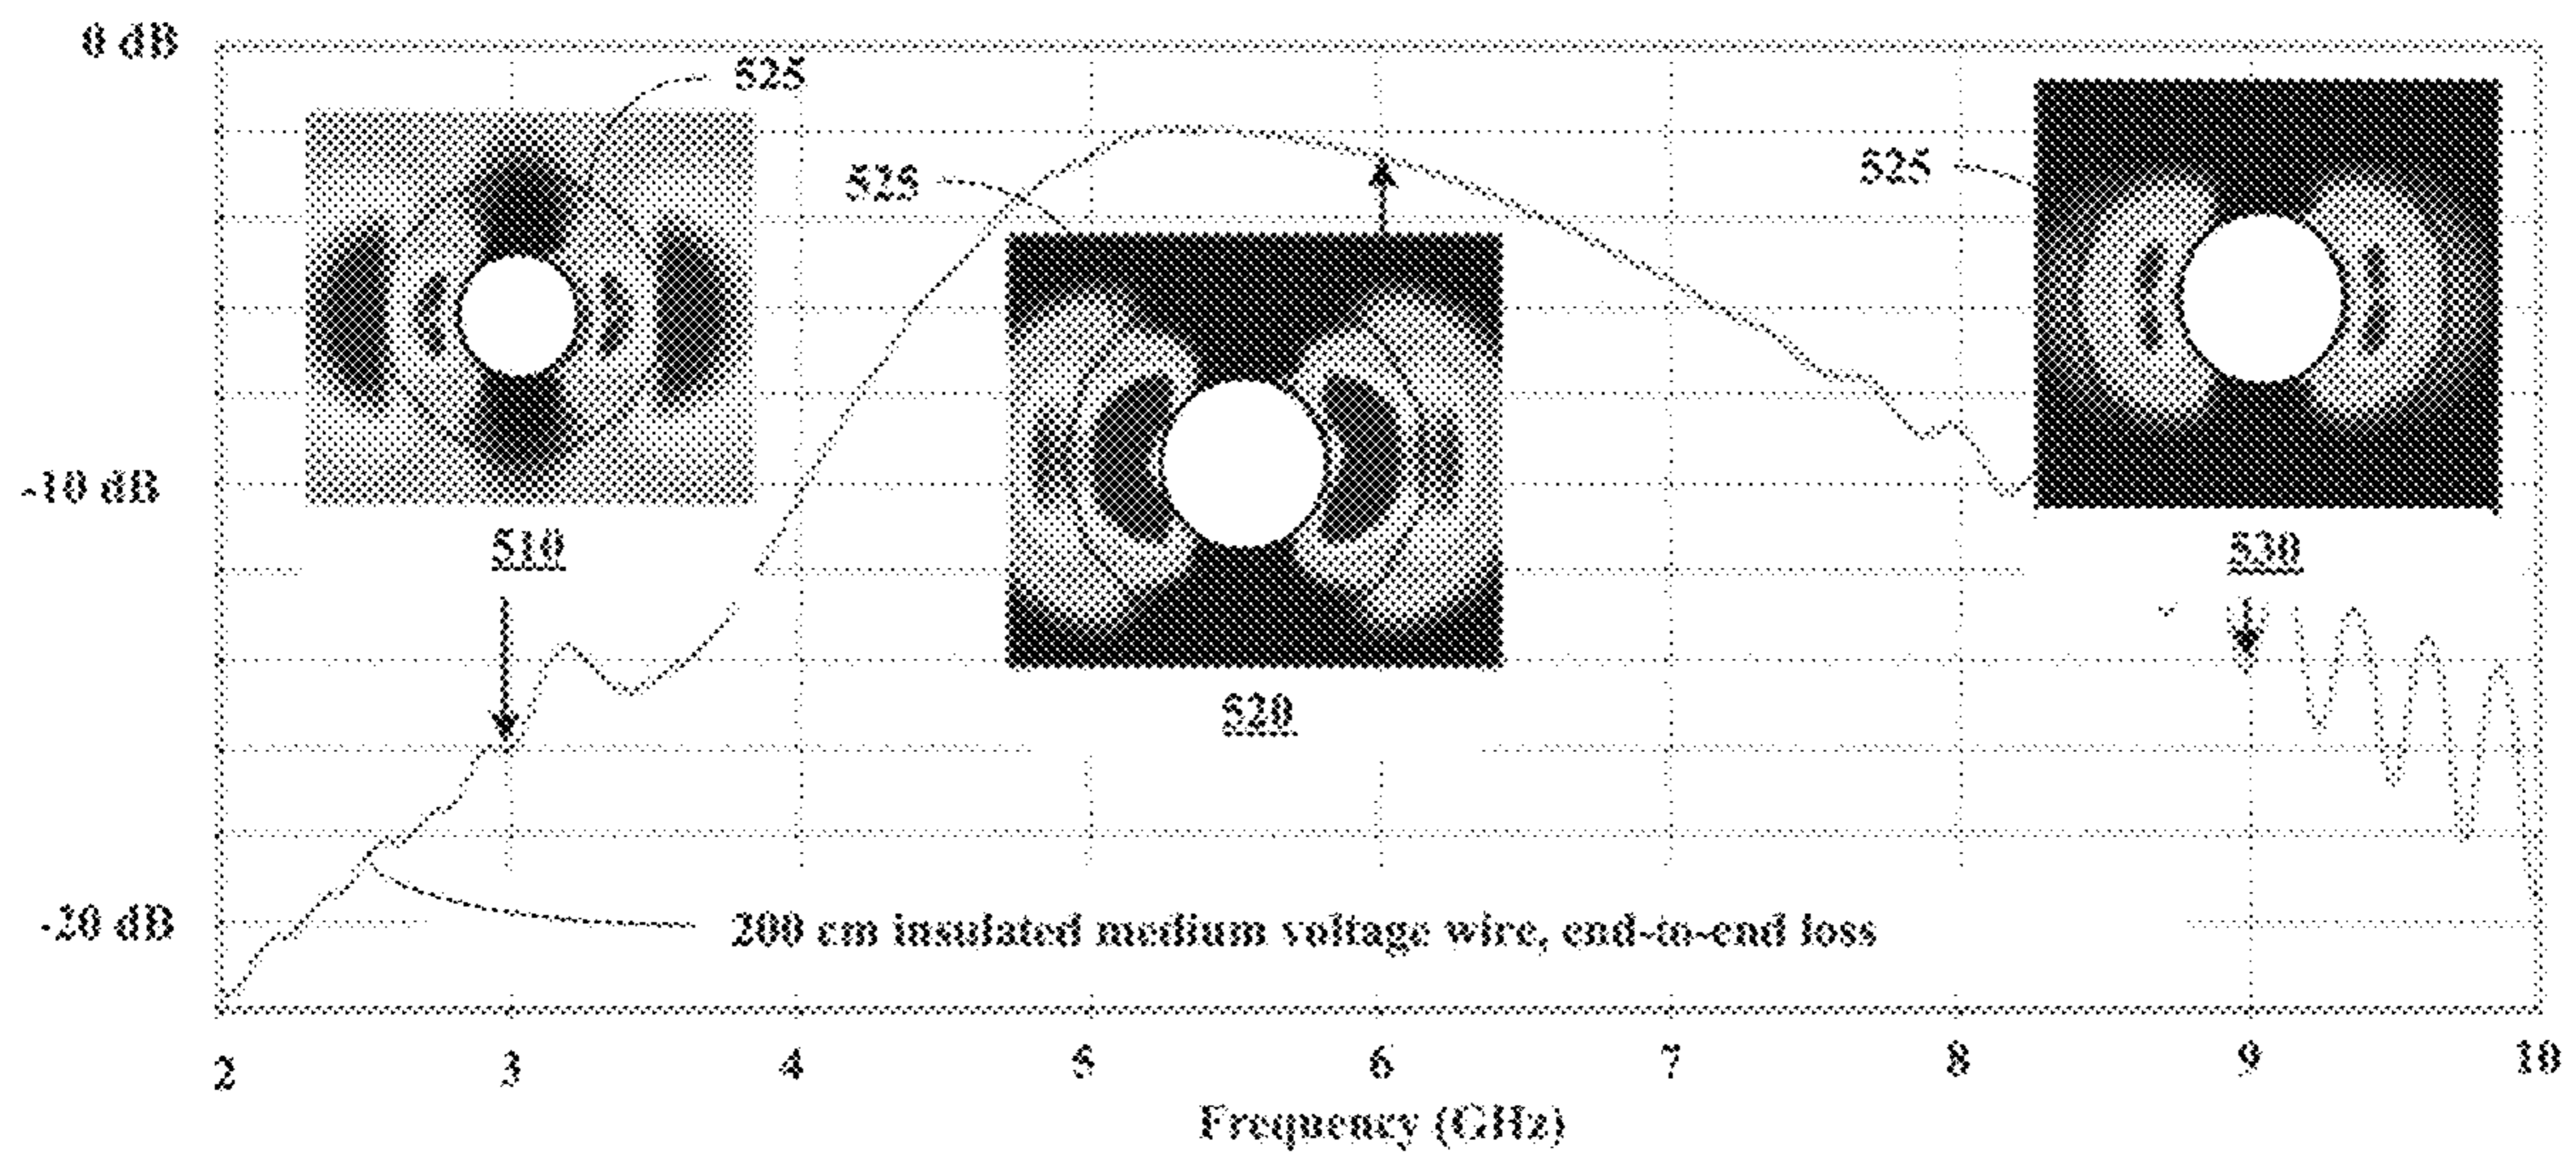 0 dB
525
525
525
-10 dB
510
530
520
-20 dB
200 cm insulated medium voltage wire, end-to-end loss
2 3 4 5 6 7 8 9 10
Frequency (GHz)